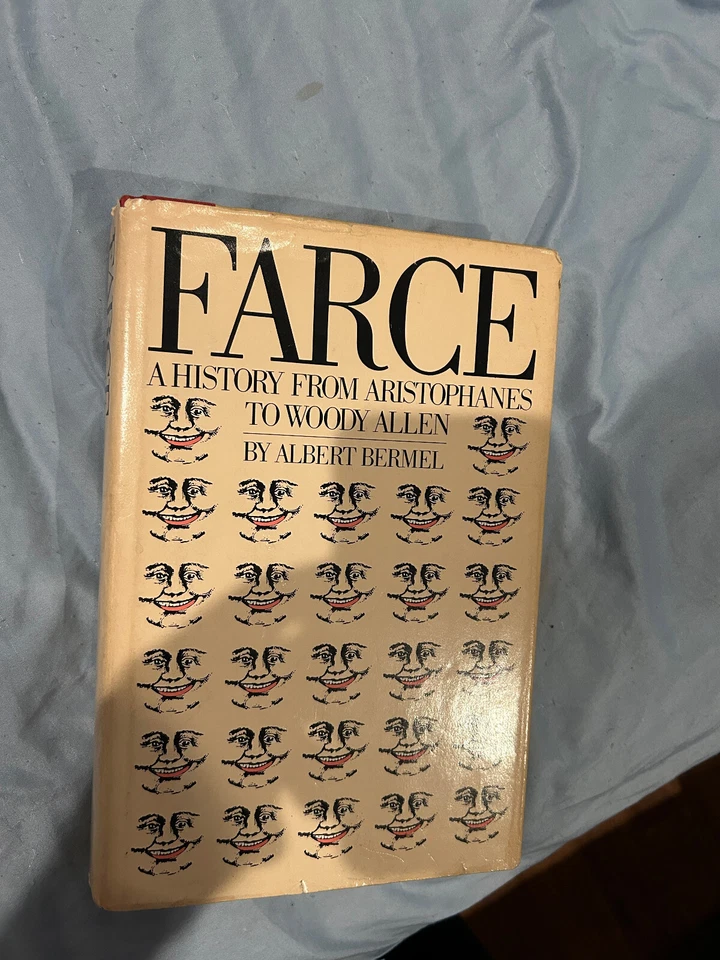 FARCE
A HISTORY FROM ARISTOPHANES
TO WOODY ALLEN
BY ALBERT BERMEL